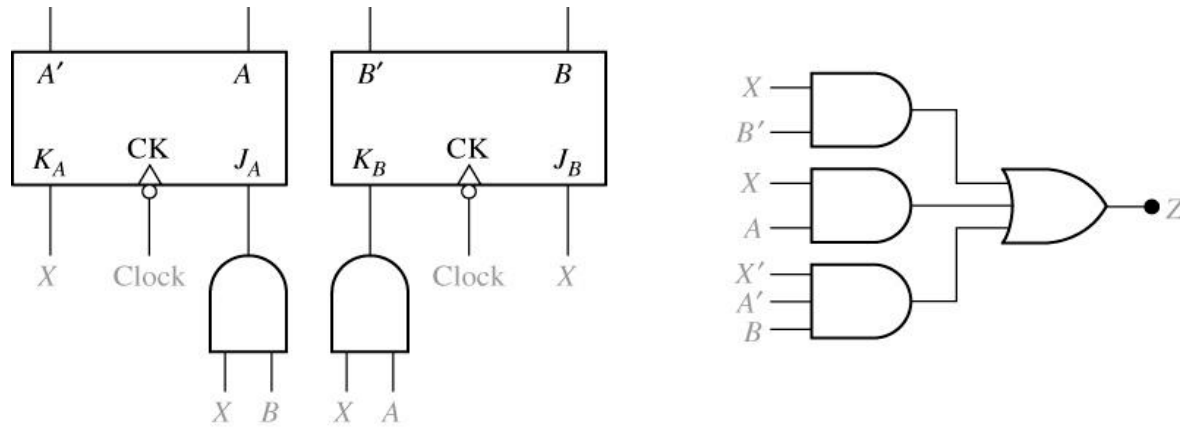 A′ A B′ B
X
B′
K_A CK J_A K_B CK J_B
X
A
Z
X Clock Clock X
X′
A′
B
X B X A